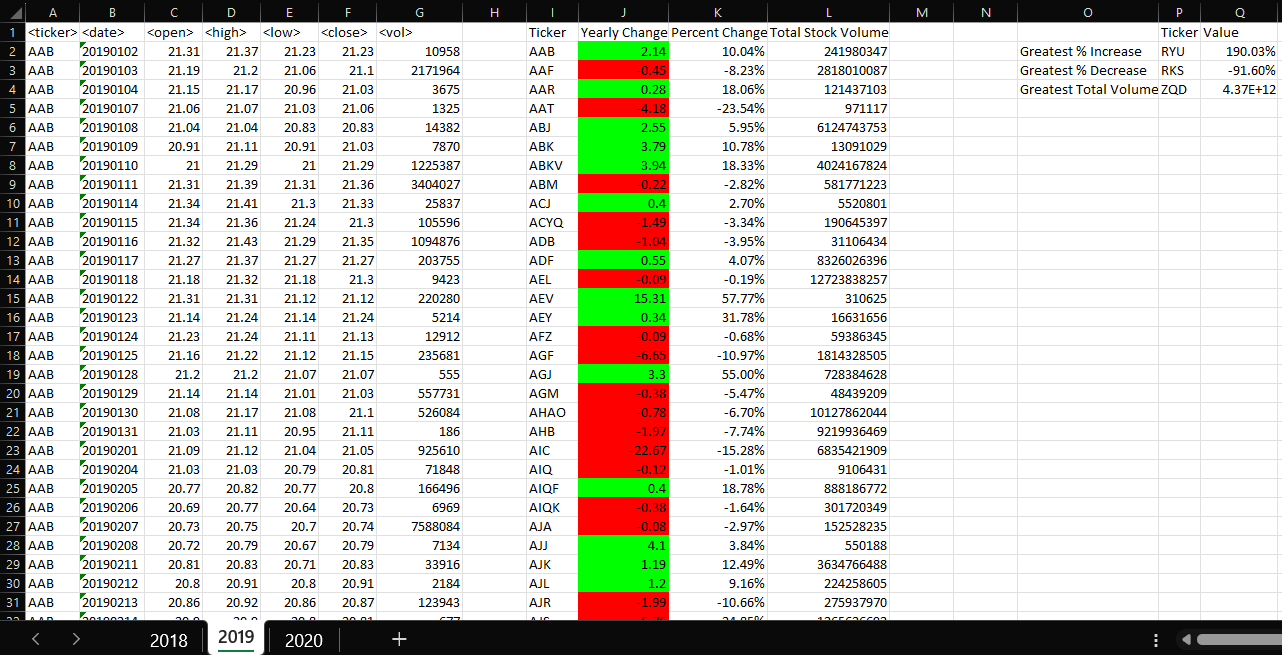 A B C D E F G H I J K L M N O P Q
1 <ticker> <date> <open> <high> <low> <close> <vol> Ticker Yearly Change Percent Change Total Stock Volume Ticker Value
2 AAB 20190102 21.31 21.37 21.23 21.23 10958 AAB 2.14 10.04% 241980347 Greatest % Increase RYU 190.03%
3 AAB 20190103 21.19 21.2 21.06 21.1 2171964 AAF -0.45 -8.23% 2818010087 Greatest % Decrease RKS -91.60%
4 AAB 20190104 21.15 21.17 20.96 21.03 3675 AAR 0.28 18.06% 121437103 Greatest Total Volume ZQD 4.37E+12
5 AAB 20190107 21.06 21.07 21.03 21.06 1325 AAT -4.18 -23.54% 971117
6 AAB 20190108 21.04 21.04 20.83 20.83 14382 ABJ 2.55 5.95% 6124743753
7 AAB 20190109 20.91 21.11 20.91 21.03 7870 ABK 3.79 10.78% 13091029
8 AAB 20190110 21 21.29 21 21.29 1225387 ABKV 3.94 18.33% 4024167824
9 AAB 20190111 21.31 21.39 21.31 21.36 3404027 ABM -0.22 -2.82% 581771223
10 AAB 20190114 21.34 21.41 21.3 21.33 25837 ACJ 0.4 2.70% 5520801
11 AAB 20190115 21.34 21.36 21.24 21.3 105596 ACYQ -1.49 -3.34% 190645397
12 AAB 20190116 21.32 21.43 21.29 21.35 1094876 ADB -1.04 -3.95% 31106434
13 AAB 20190117 21.27 21.37 21.27 21.27 203755 ADF 0.55 4.07% 8326026396
14 AAB 20190118 21.18 21.32 21.18 21.3 9423 AEL -0.09 -0.19% 12723838257
15 AAB 20190122 21.31 21.31 21.12 21.12 220280 AEV 15.31 57.77% 310625
16 AAB 20190123 21.14 21.24 21.14 21.24 5214 AEY 0.34 31.78% 16631656
17 AAB 20190124 21.23 21.24 21.11 21.13 12912 AFZ -0.09 -0.68% 59386345
18 AAB 20190125 21.16 21.22 21.12 21.15 235681 AGF -6.65 -10.97% 1814328505
19 AAB 20190128 21.2 21.2 21.07 21.07 555 AGJ 3.3 55.00% 728384628
20 AAB 20190129 21.14 21.14 21.01 21.03 557731 AGM -0.38 -5.47% 48439209
21 AAB 20190130 21.08 21.17 21.08 21.1 526084 AHAO -0.78 -6.70% 10127862044
22 AAB 20190131 21.03 21.11 20.95 21.11 186 AHB -1.97 -7.74% 9219936469
23 AAB 20190201 21.09 21.12 21.04 21.05 925610 AIC -22.67 -15.28% 6835421909
24 AAB 20190204 21.03 21.03 20.79 20.81 71848 AIQ -0.12 -1.01% 9106431
25 AAB 20190205 20.77 20.82 20.77 20.8 166496 AIQF 0.4 18.78% 888186772
26 AAB 20190206 20.69 20.77 20.64 20.73 6969 AIQK -0.38 -1.64% 301720349
27 AAB 20190207 20.73 20.75 20.7 20.74 7588084 AJA -0.08 -2.97% 152528235
28 AAB 20190208 20.72 20.79 20.67 20.79 7134 AJJ 4.1 3.84% 550188
29 AAB 20190211 20.81 20.83 20.71 20.83 33916 AJK 1.19 12.49% 3634766488
30 AAB 20190212 20.8 20.91 20.8 20.91 2184 AJL 1.2 9.16% 224258605
31 AAB 20190213 20.86 20.92 20.86 20.87 123943 AJR -1.99 -10.66% 275937970
2018 2019 2020